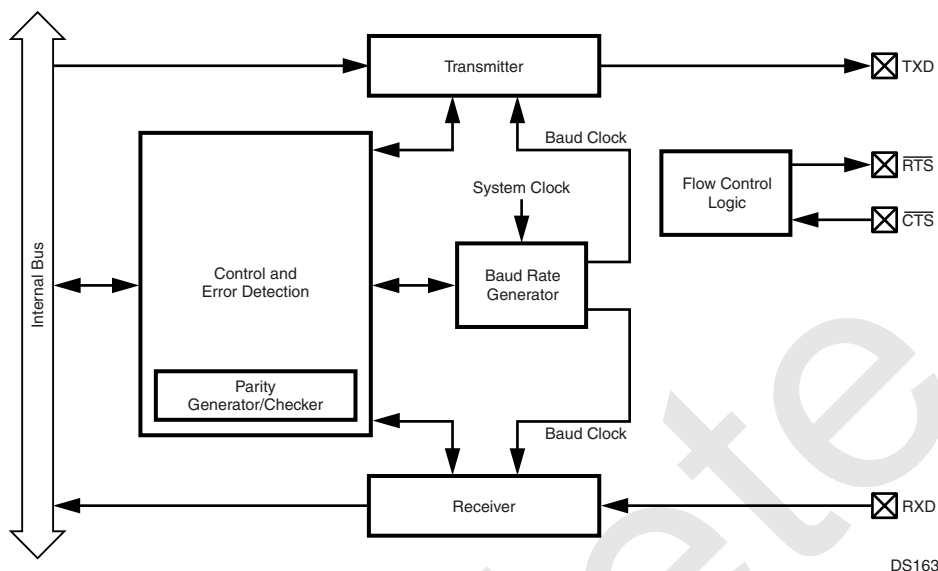 Transmitter
TXD
Baud Clock
System Clock
Flow Control
Logic
RTS
CTS
Internal Bus
Control and
Error Detection
Baud Rate
Generator
Parity
Generator/Checker
Baud Clock
Receiver
RXD
DS163